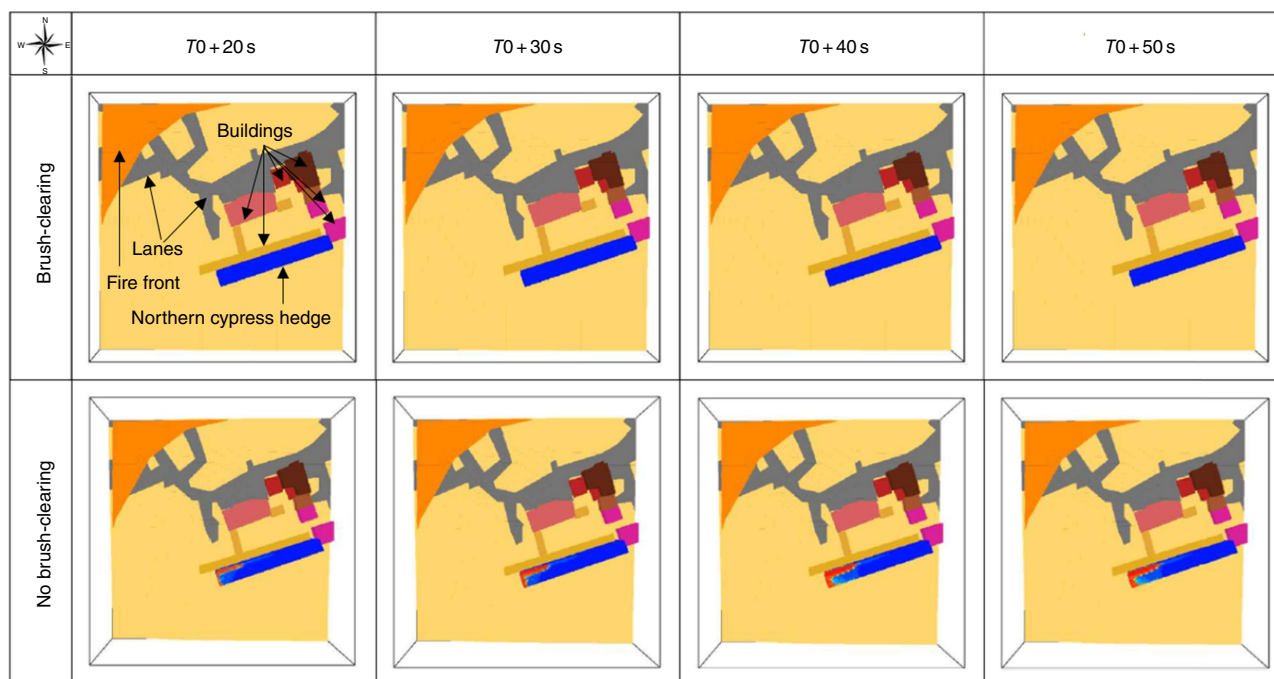 N
W E
S
T0 + 20 s
T0 + 30 s
T0 + 40 s
T0 + 50 s
Brush-clearing
Buildings
Lanes
Fire front
Northern cypress hedge
No brush-clearing